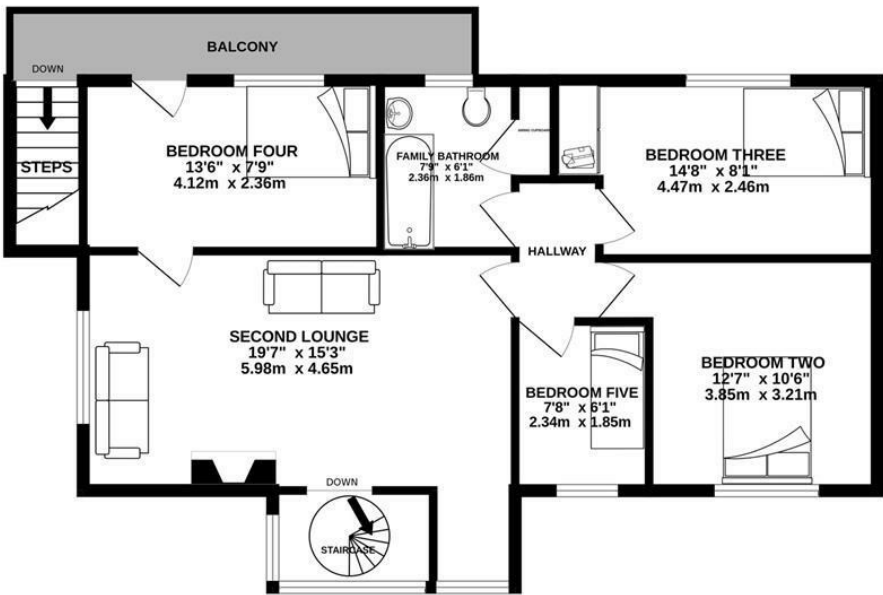 BALCONY
DOWN
STEPS
BEDROOM FOUR
13'6" x 7'9"
4.12m x 2.36m
FAMILY BATHROOM
7'9" x 6'1"
2.36m x 1.86m
AIRING CUPBOARD
BEDROOM THREE
14'8" x 8'1"
4.47m x 2.46m
HALLWAY
SECOND LOUNGE
19'7" x 15'3"
5.98m x 4.65m
BEDROOM FIVE
7'8" x 6'1"
2.34m x 1.85m
BEDROOM TWO
12'7" x 10'6"
3.85m x 3.21m
DOWN
STAIRCASE